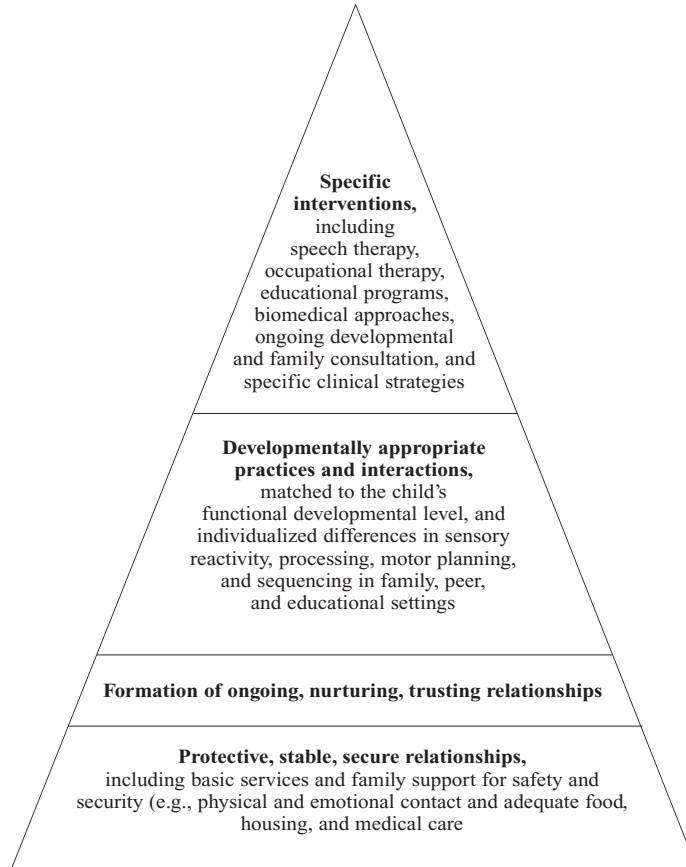 Specific
interventions,
including
speech therapy,
occupational therapy,
educational programs,
biomedical approaches,
ongoing developmental
and family consultation, and
specific clinical strategies
Developmentally appropriate
practices and interactions,
matched to the child's
functional developmental level, and
individualized differences in sensory
reactivity, processing, motor planning,
and sequencing in family, peer,
and educational settings
Formation of ongoing, nurturing, trusting relationships
Protective, stable, secure relationships,
including basic services and family support for safety and
security (e.g., physical and emotional contact and adequate food,
housing, and medical care